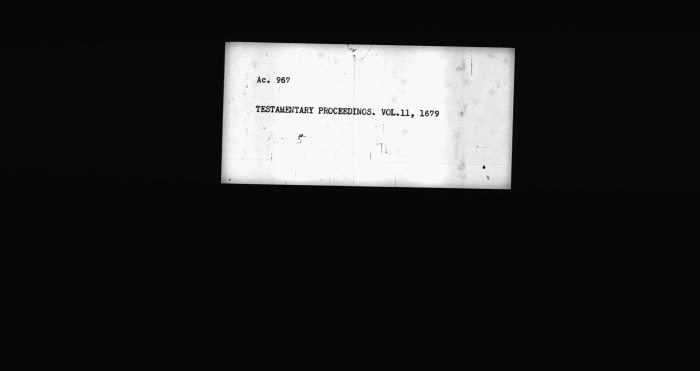 Ac. 967
TESTAMENTARY PROCEEDINGS. VOL.11, 1679